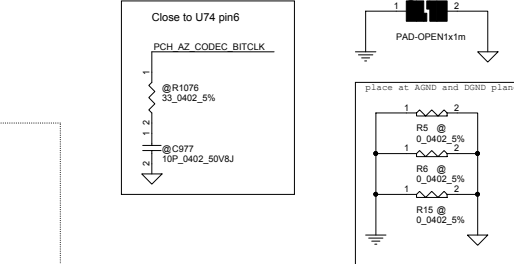 Close to U74 pin6
PCH_AZ_CODEC_BITCLK
1
@R1076
33_0402_5%
2
1
@C977
10P_0402_50V8J
2
1 2
PAD-OPEN1x1m
place at AGND and DGND plan
1 2
R5 @
0_0402_5%
1 2
R6 @
0_0402_5%
1 2
R15 @
0_0402_5%